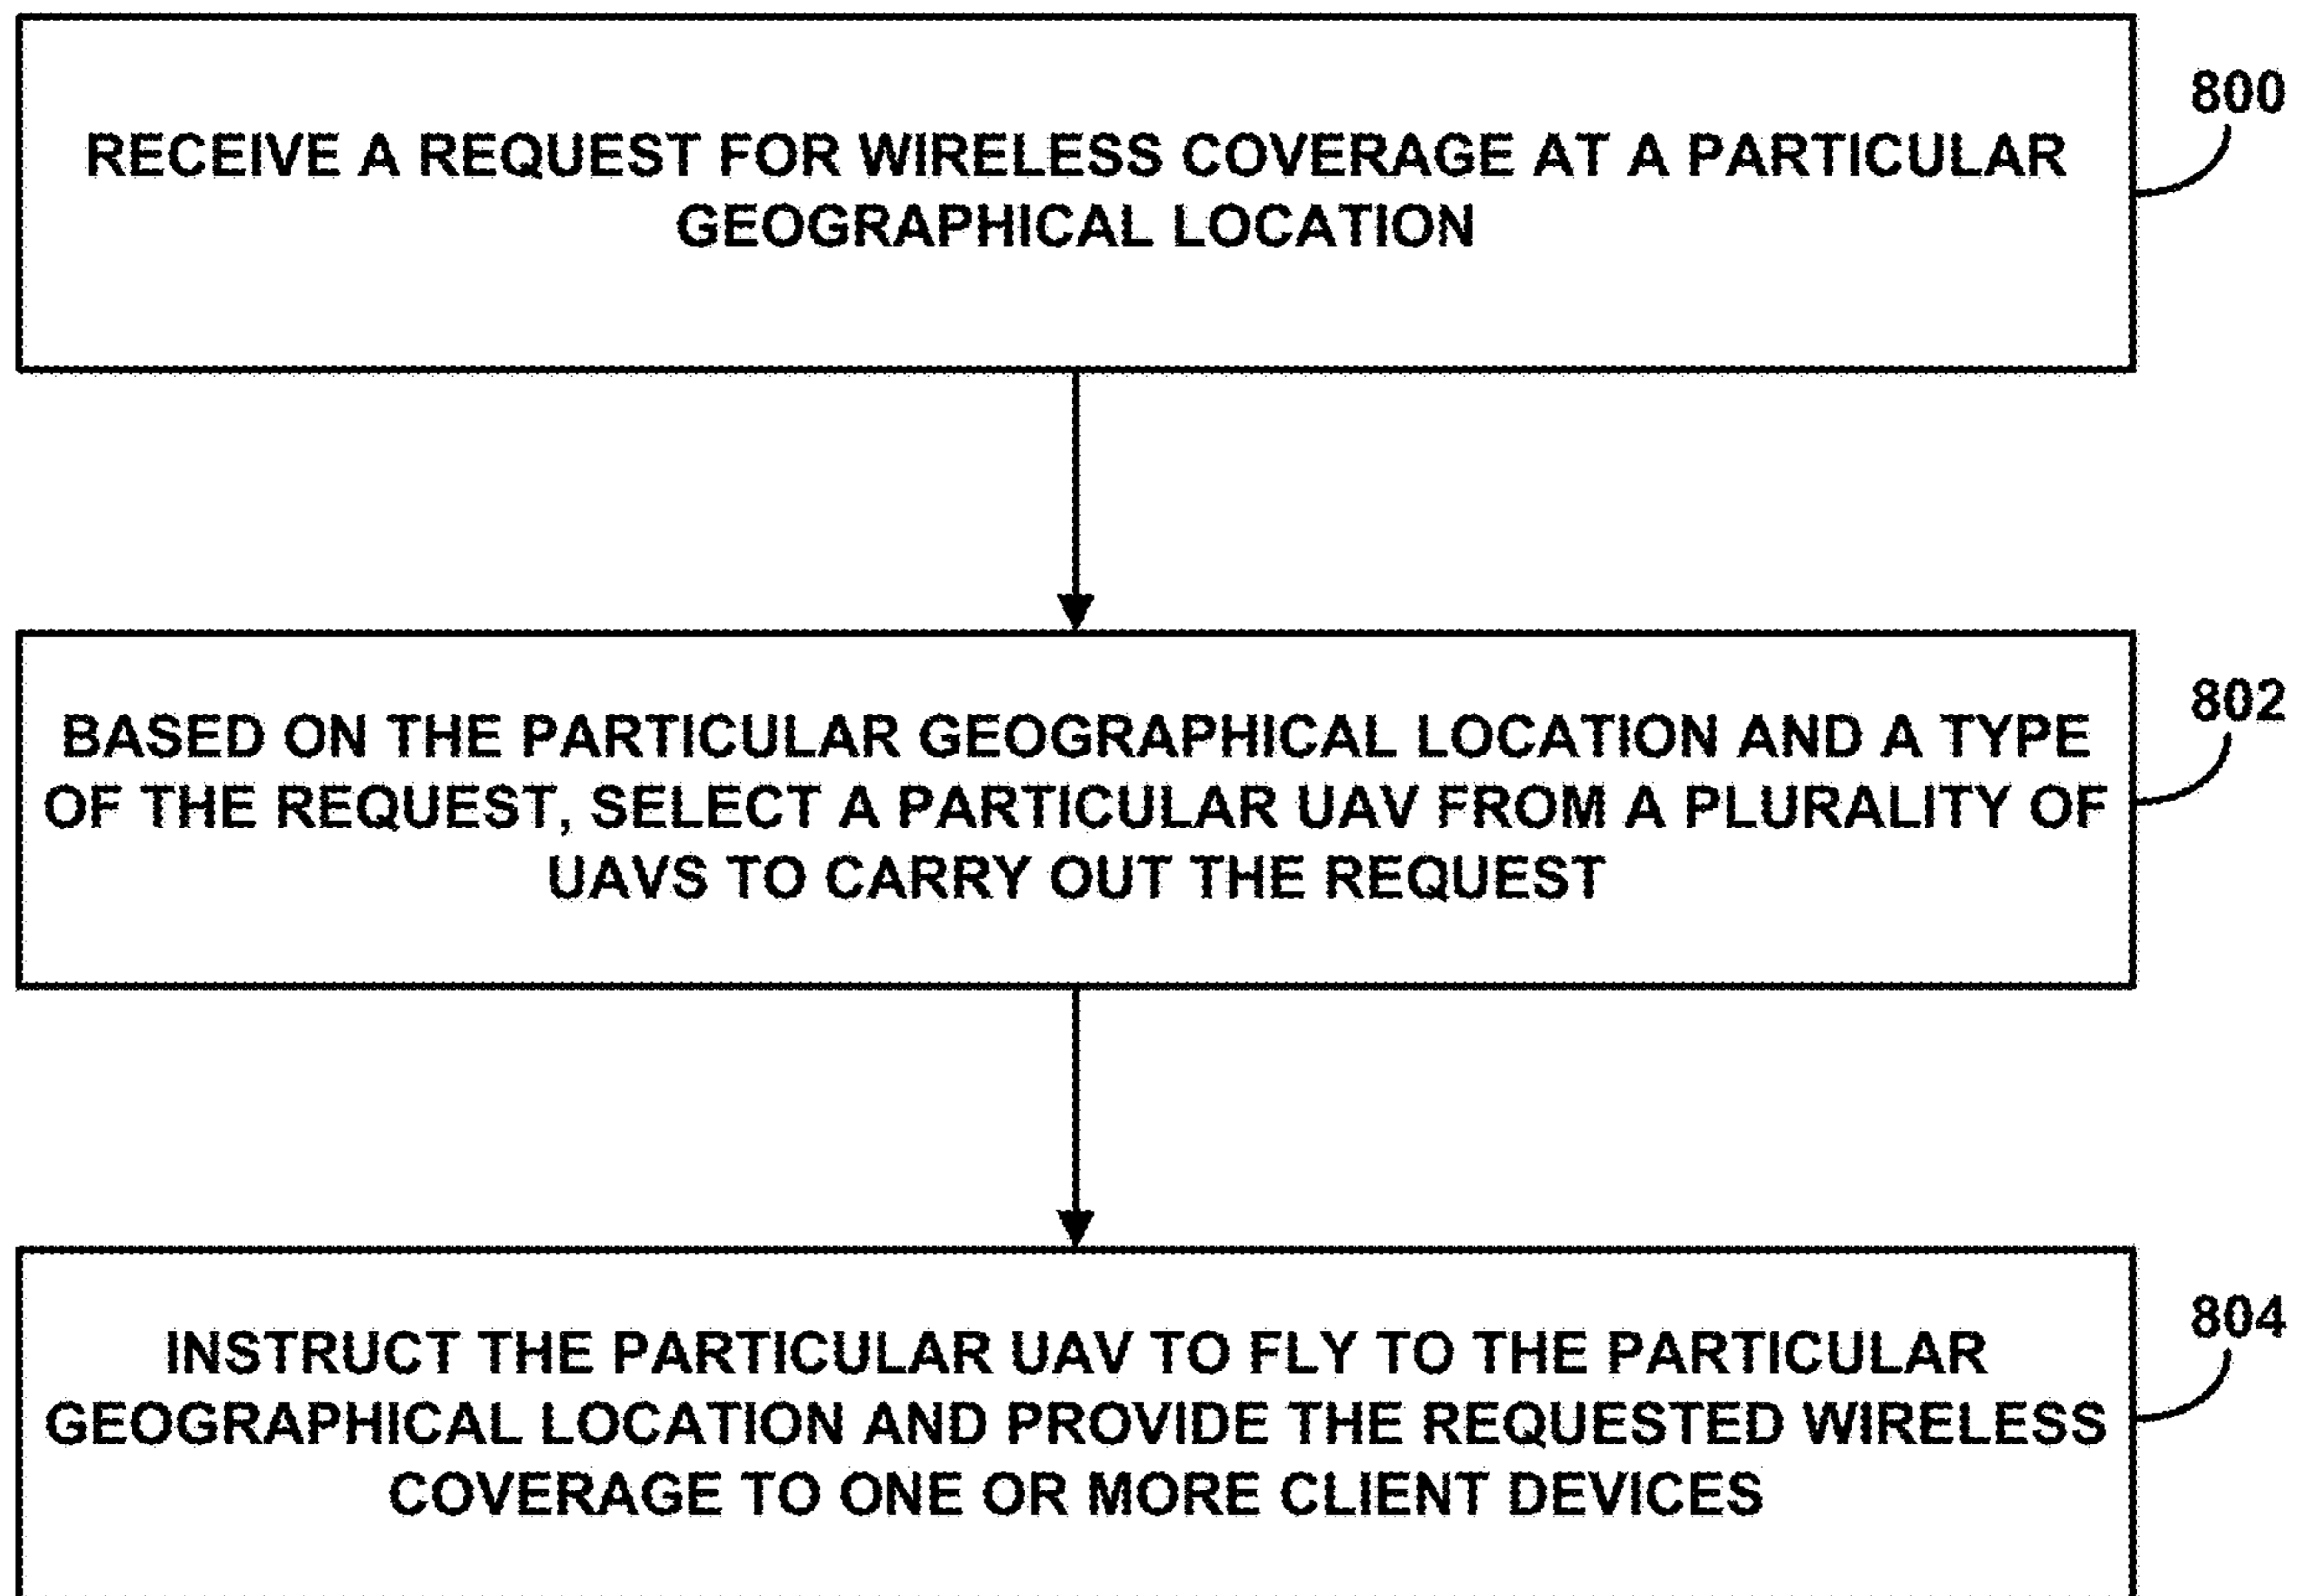 800
RECEIVE A REQUEST FOR WIRELESS COVERAGE AT A PARTICULAR
GEOGRAPHICAL LOCATION
802
BASED ON THE PARTICULAR GEOGRAPHICAL LOCATION AND A TYPE
OF THE REQUEST, SELECT A PARTICULAR UAV FROM A PLURALITY OF
UAVS TO CARRY OUT THE REQUEST
804
INSTRUCT THE PARTICULAR UAV TO FLY TO THE PARTICULAR
GEOGRAPHICAL LOCATION AND PROVIDE THE REQUESTED WIRELESS
COVERAGE TO ONE OR MORE CLIENT DEVICES